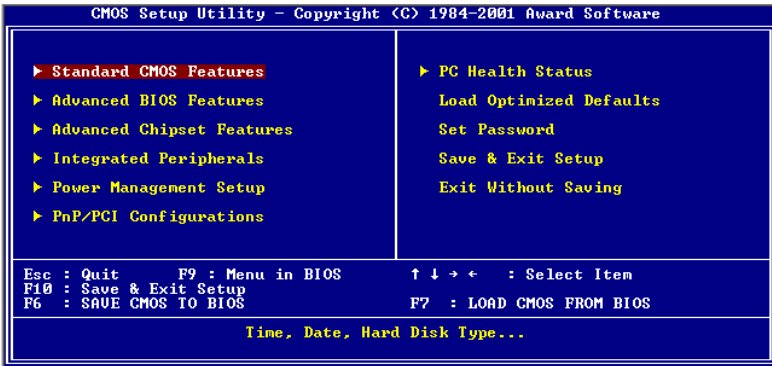 CMOS Setup Utility - Copyright (C) 1984-2001 Award Software
▶ Standard CMOS Features
▶ Advanced BIOS Features
▶ Advanced Chipset Features
▶ Integrated Peripherals
▶ Power Management Setup
▶ PnP/PCI Configurations
▶ PC Health Status
Load Optimized Defaults
Set Password
Save & Exit Setup
Exit Without Saving
Esc : Quit F9 : Menu in BIOS ↑ ↓ → ← : Select Item
F10 : Save & Exit Setup
F6 : SAVE CMOS TO BIOS F7 : LOAD CMOS FROM BIOS
Time, Date, Hard Disk Type...